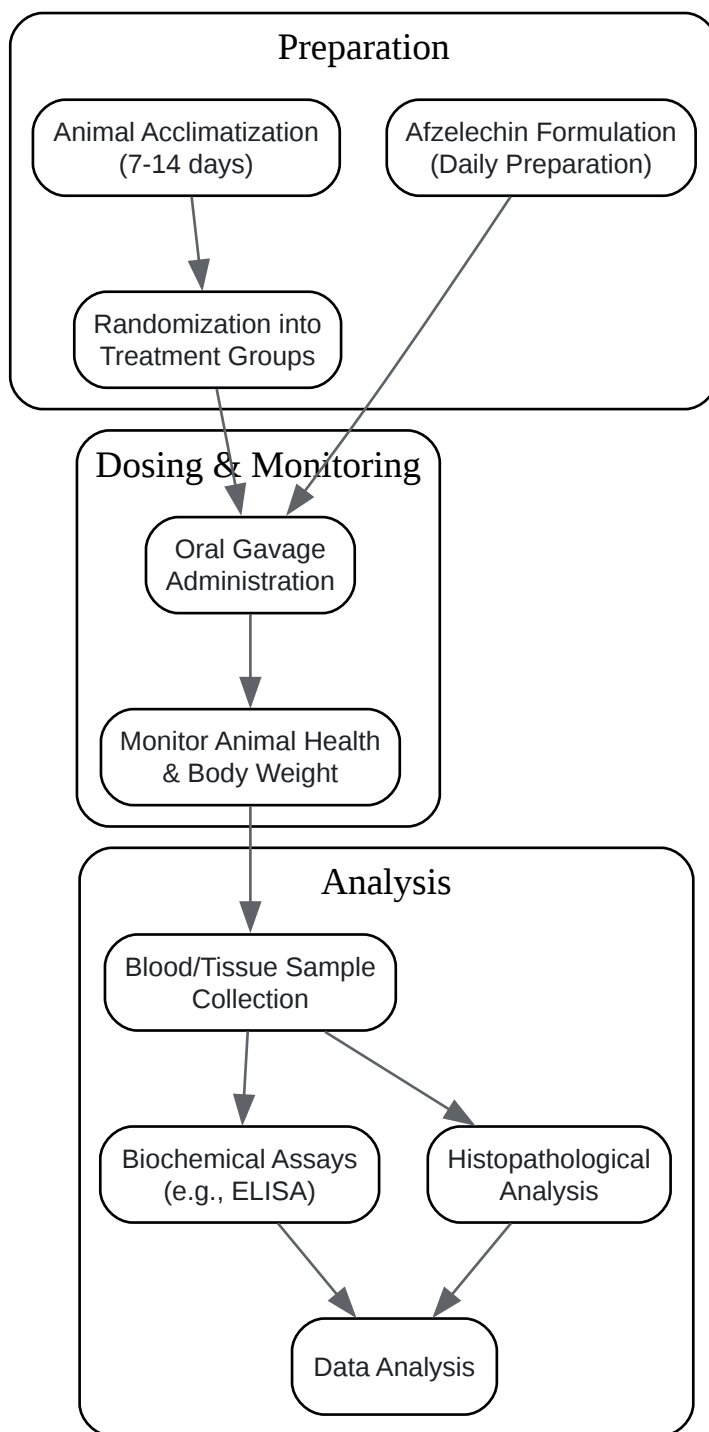 Preparation
Animal Acclimatization
(7-14 days)
Afzelechin Formulation
(Daily Preparation)
Randomization into
Treatment Groups
Dosing & Monitoring
Oral Gavage
Administration
Monitor Animal Health
& Body Weight
Analysis
Blood/Tissue Sample
Collection
Biochemical Assays
(e.g., ELISA)
Histopathological
Analysis
Data Analysis